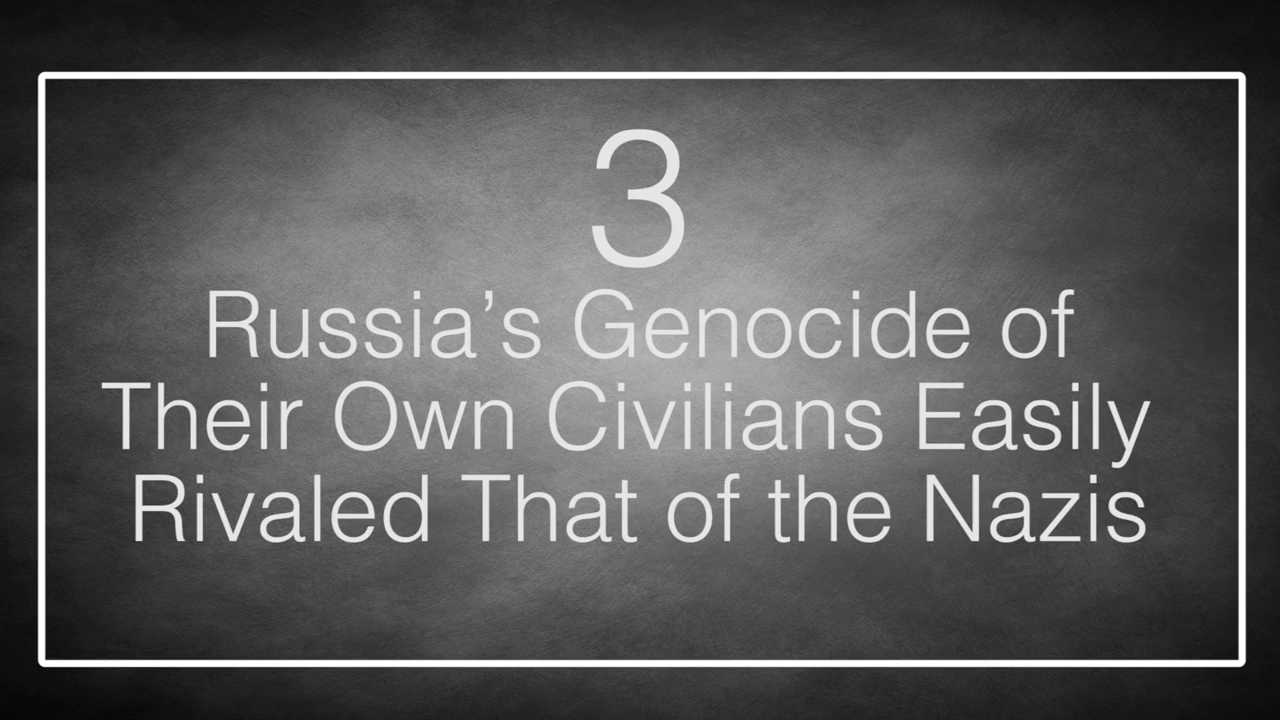 3
Russia’s Genocide of
Their Own Civilians Easily
Rivaled That of the Nazis